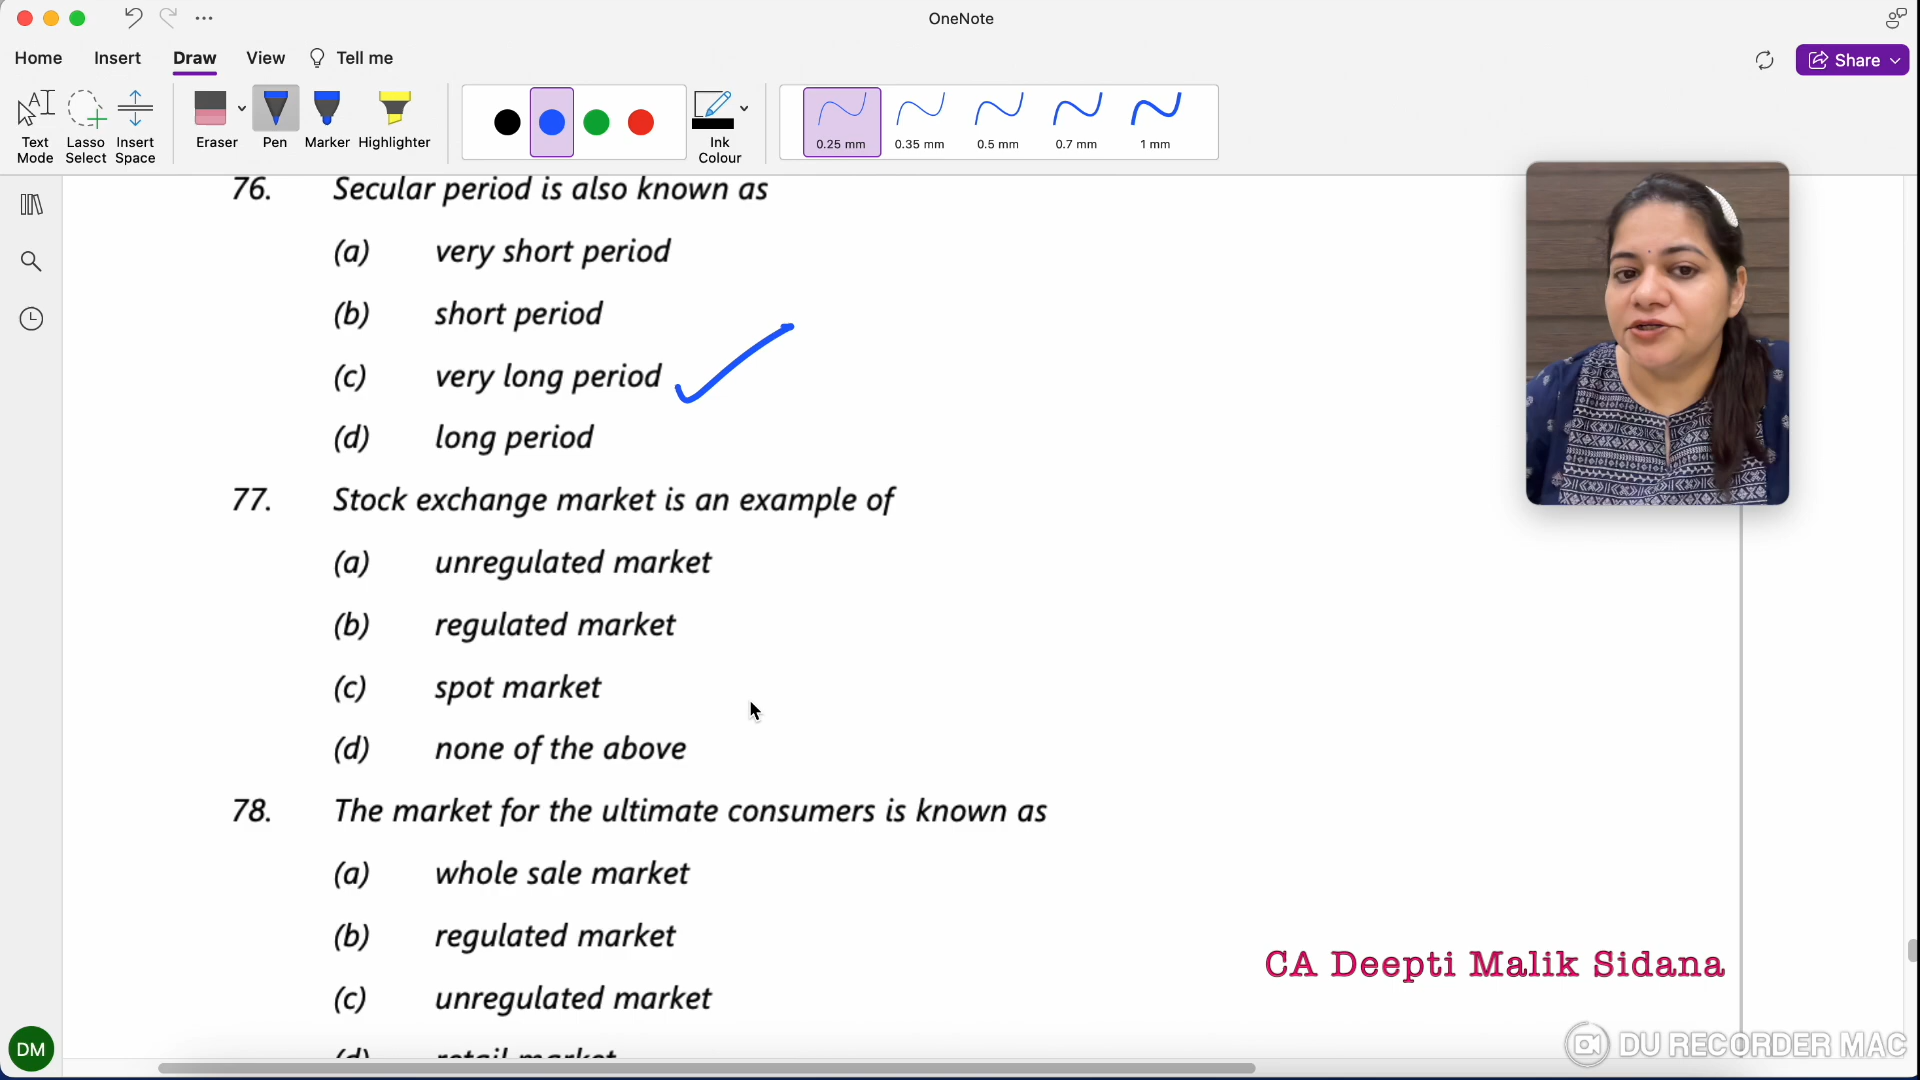 OneNote
Home Insert Draw View Tell me
Share
Text Mode
Lasso Select
Insert Space
Eraser
Pen
Marker
Highlighter
Ink Colour
0.25 mm 0.35 mm 0.5 mm 0.7 mm 1 mm
76. Secular period is also known as
(a) very short period
(b) short period
(c) very long period
(d) long period
77. Stock exchange market is an example of
(a) unregulated market
(b) regulated market
(c) spot market
(d) none of the above
78. The market for the ultimate consumers is known as
(a) whole sale market
(b) regulated market
(c) unregulated market
(d) retail market
CA Deepti Malik Sidana
DM
DU RECORDER MAC